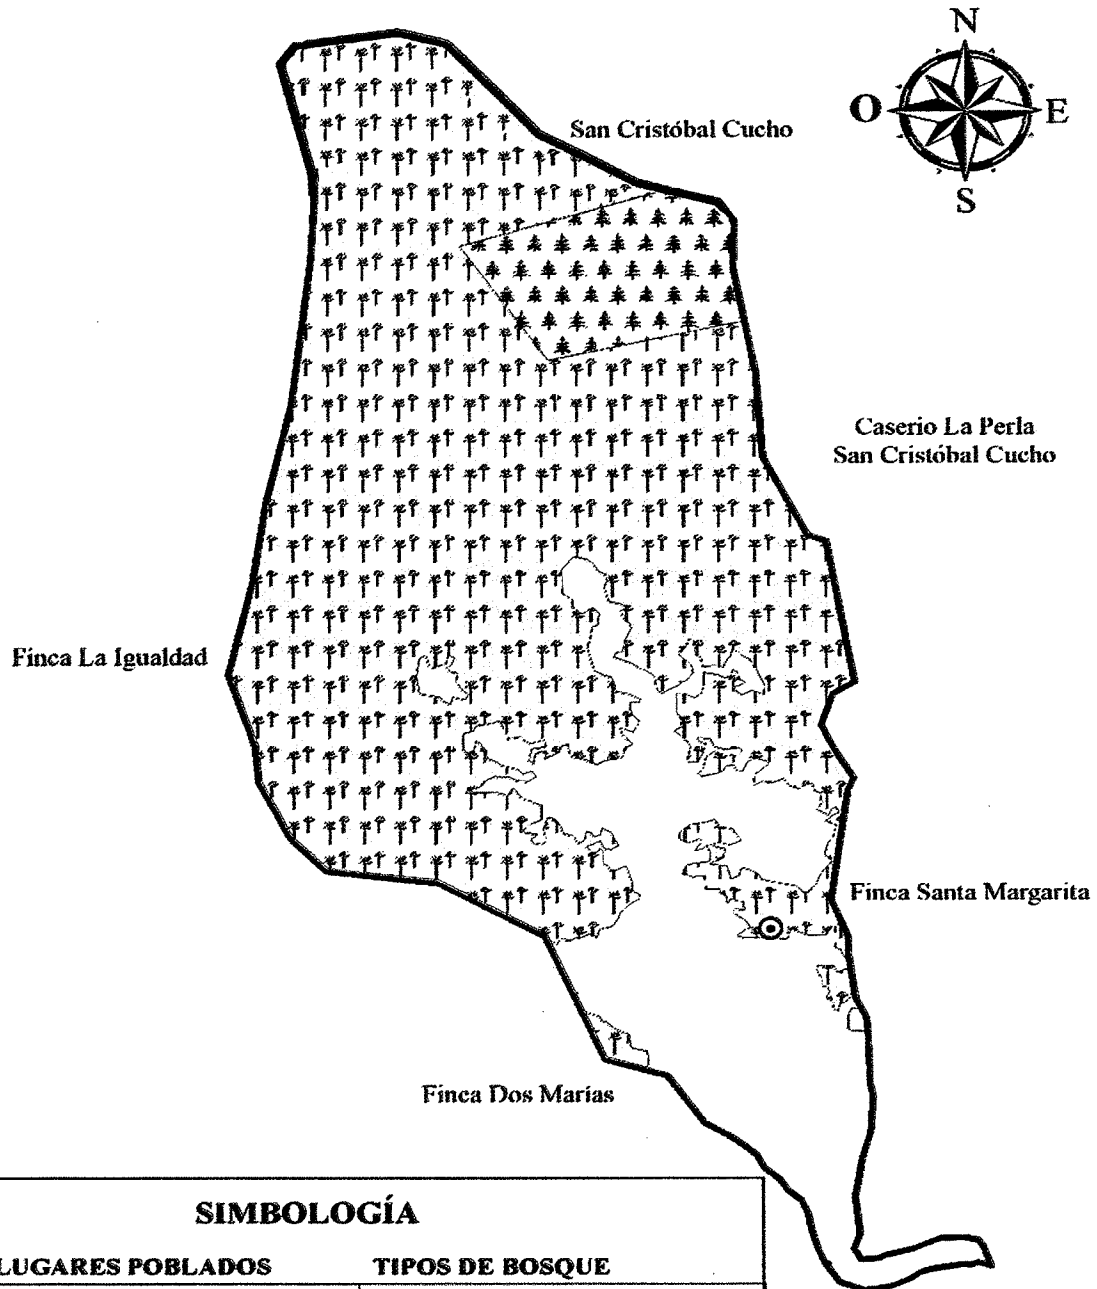 N
San Cristóbal Cucho
O
E
S
Caserio La Perla
San Cristóbal Cucho
Finca La Igualdad
Finca Santa Margarita
Finca Dos Marías
SIMBOLOGÍA
LUGARES POBLADOS
TIPOS DE BOSQUE